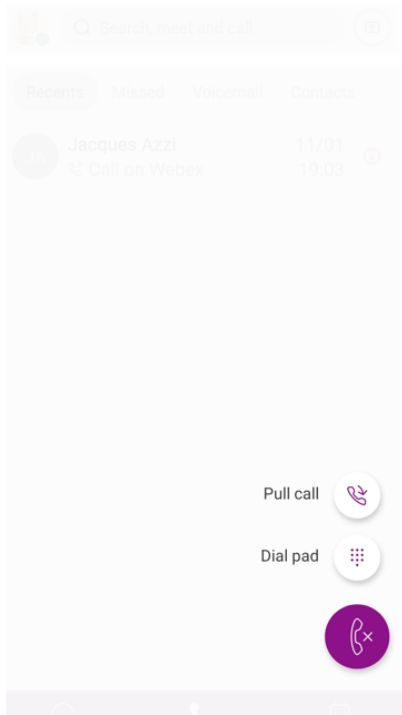 Search, meet and call
Recents Missed Voicemail Contacts
Jacques Azzi 11/01
Call on Webex 19:03
Pull call
Dial pad